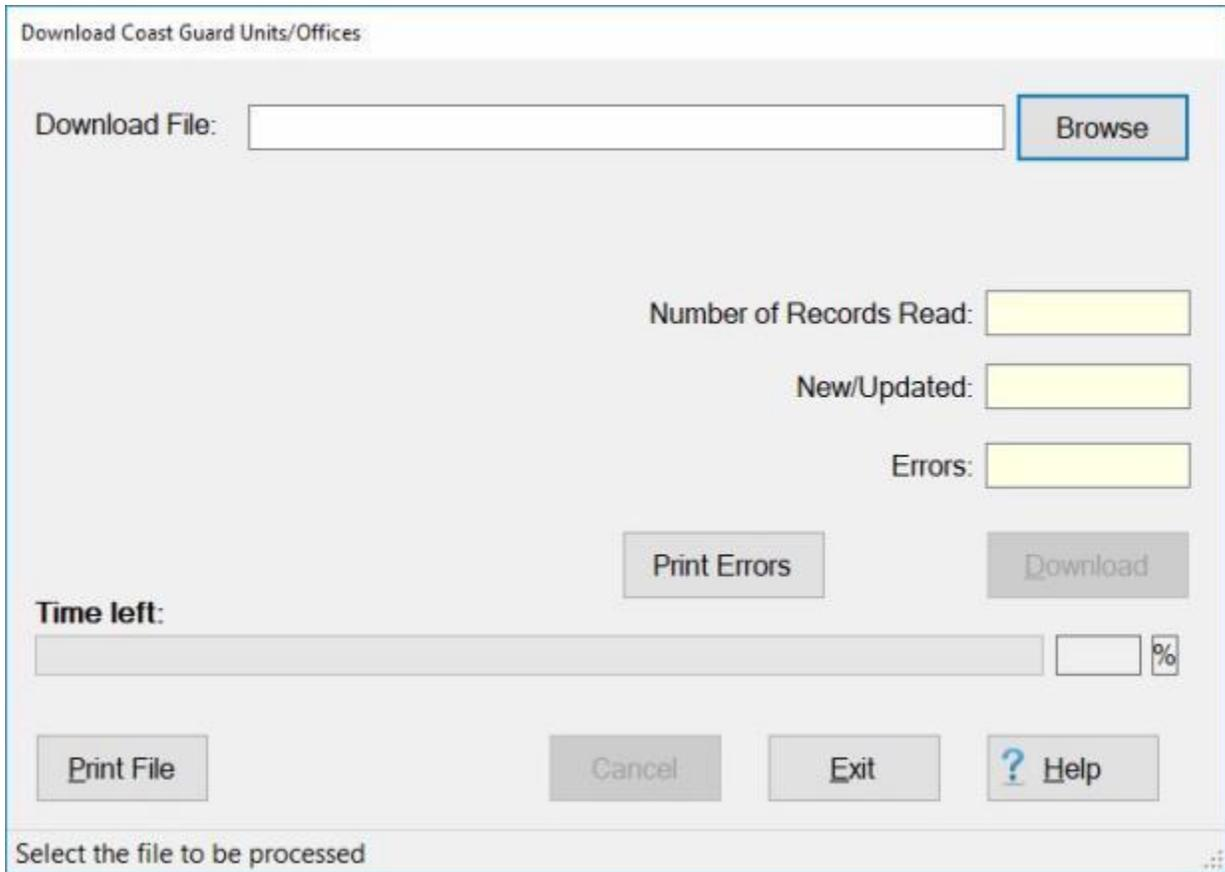 Download Coast Guard Units/Offices
Download File:
Browse
Number of Records Read:
New/Updated:
Errors:
Print Errors
Download
Time left:
%
Print File
Cancel
Exit
? Help
Select the file to be processed